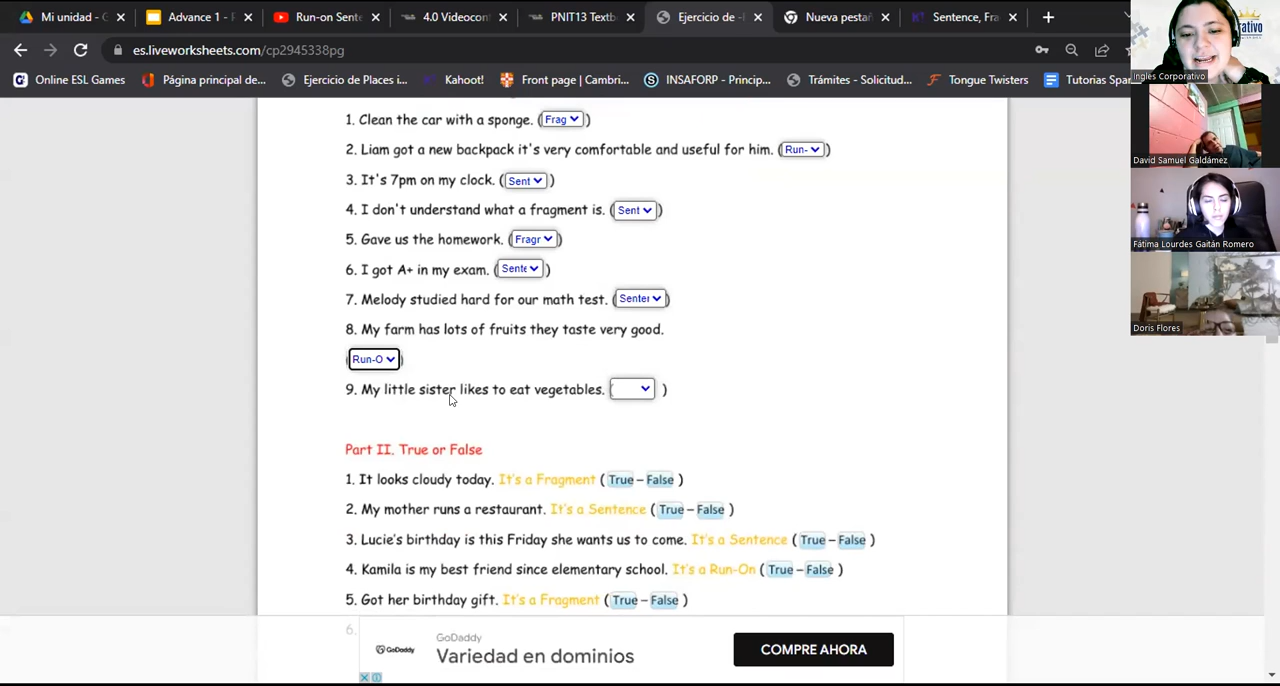 Mi unidad - G
Advance 1 - F
Run-on Sente
4.0 Videocon
PNIT13 Textb
Ejercicio de -
Nueva pestañ
Sentence, Fra
es.liveworksheets.com/cp2945338pg
Online ESL Games
Página principal de...
Ejercicio de Places i...
Kahoot!
Front page | Cambri...
INSAFORP - Princip...
Trámites - Solicitud...
Tongue Twisters
Tutorias Spar
Ingles Corporativo
David Samuel Galdámez
Fátima Lourdes Gaitán Romero
Doris Flores
1. Clean the car with a sponge. (Frag)
2. Liam got a new backpack it's very comfortable and useful for him. (Run-)
3. It's 7pm on my clock. (Sent)
4. I don't understand what a fragment is. (Sent)
5. Gave us the homework. (Fragr)
6. I got A+ in my exam. (Sente)
7. Melody studied hard for our math test. (Senter)
8. My farm has lots of fruits they taste very good.
(Run-O)
9. My little sister likes to eat vegetables. ( )
Part II. True or False
1. It looks cloudy today. It's a Fragment (True – False)
2. My mother runs a restaurant. It's a Sentence (True – False)
3. Lucie's birthday is this Friday she wants us to come. It's a Sentence (True – False)
4. Kamila is my best friend since elementary school. It's a Run-On (True – False)
5. Got her birthday gift. It's a Fragment (True – False)
6.
GoDaddy
GoDaddy
Variedad en dominios
COMPRE AHORA